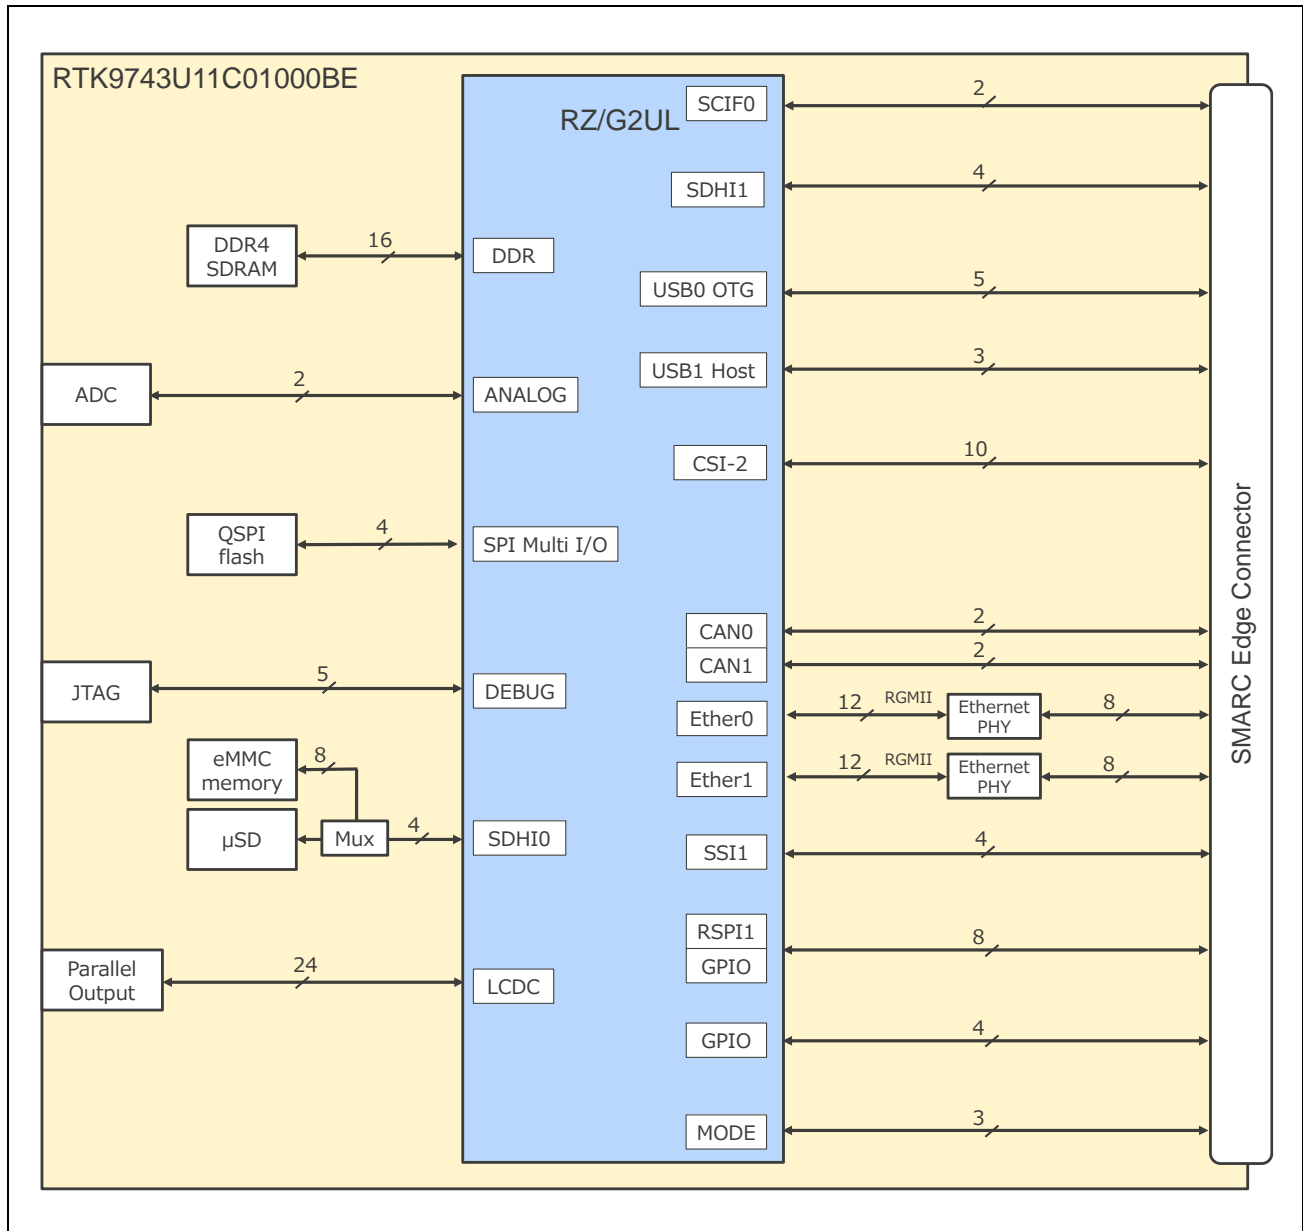 RTK9743U11C01000BE
RZ/G2UL
SCIF0
2
SDHI1
4
DDR4
SDRAM
16
DDR
USB0 OTG
5
USB1 Host
3
ADC
2
ANALOG
CSI-2
10
QSPI
flash
4
SPI Multi I/O
CAN0
2
CAN1
2
JTAG
5
DEBUG
Ether0
12
RGMII
Ethernet
PHY
8
eMMC
memory
8
Ether1
12
RGMII
Ethernet
PHY
8
µSD
Mux
4
SDHI0
SSI1
4
RSPI1
GPIO
8
Parallel
Output
24
LCDC
GPIO
4
MODE
3
SMARC Edge Connector